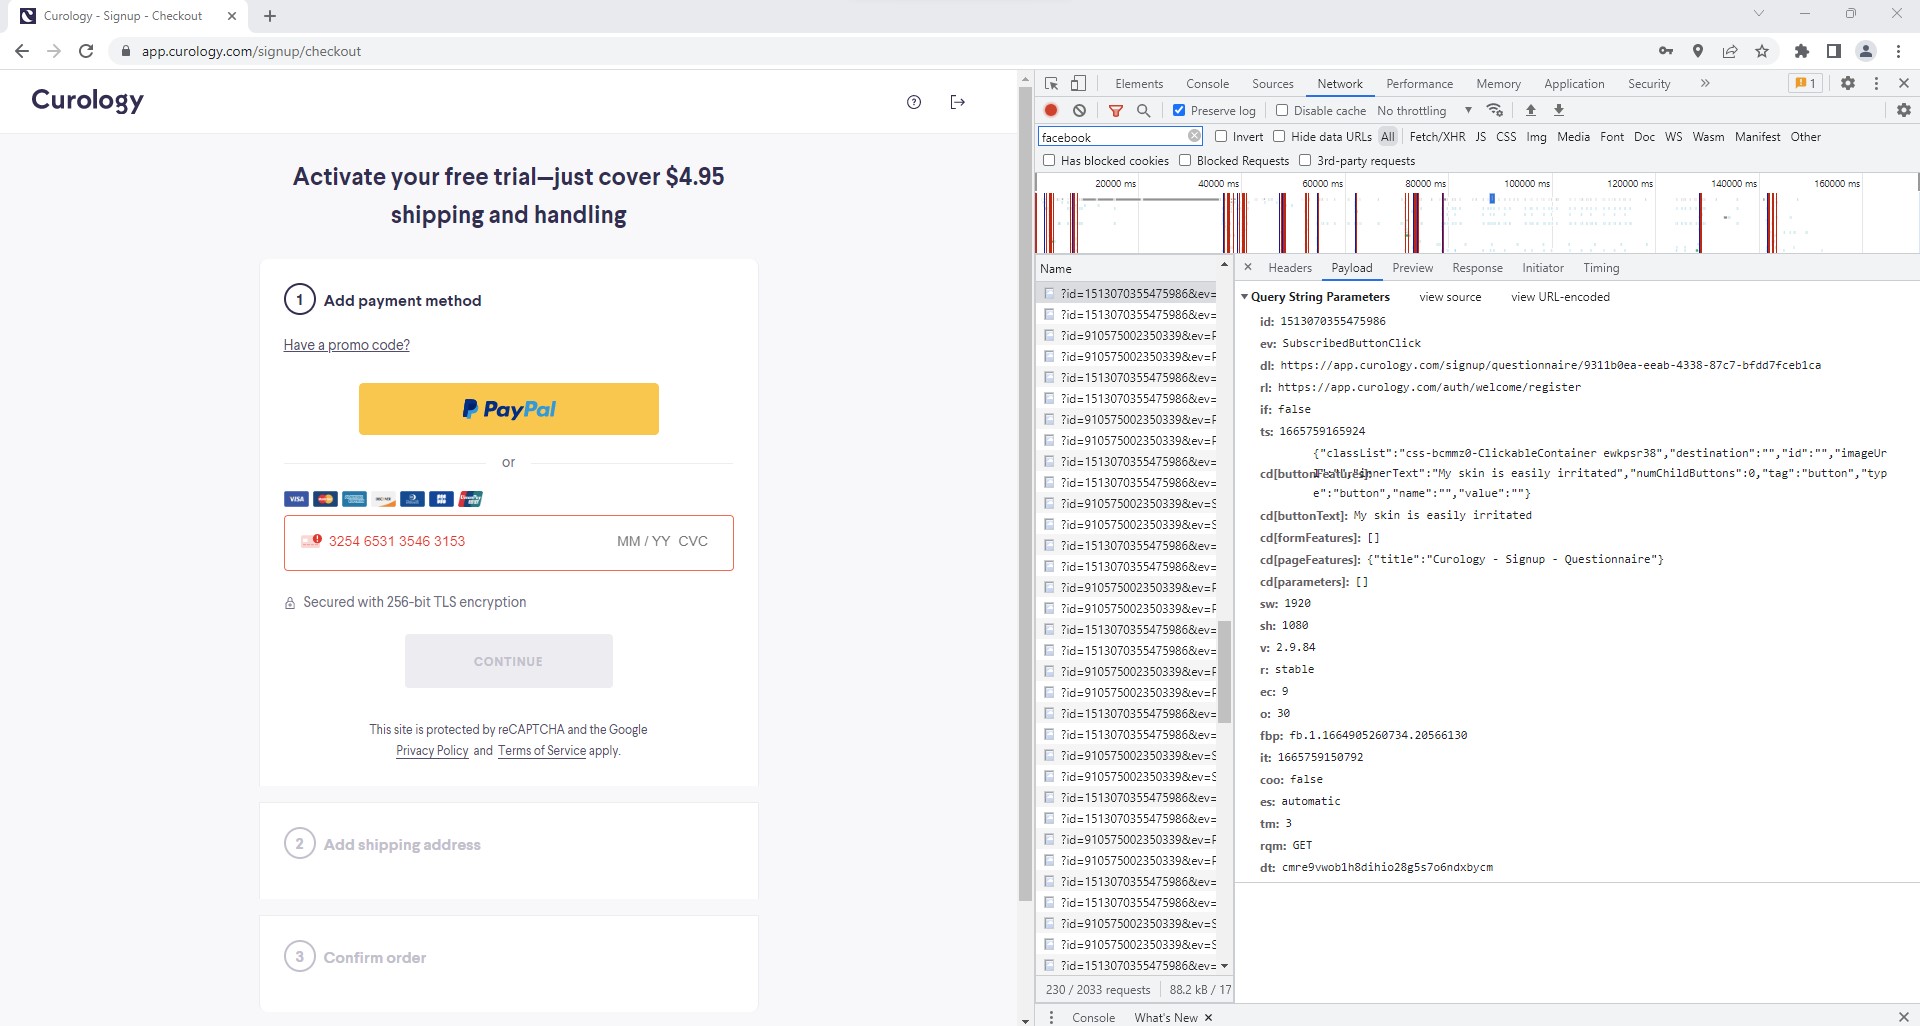 Curology - Signup - Checkout
app.curology.com/signup/checkout
Curology
Activate your free trial—just cover $4.95
shipping and handling
1 Add payment method
Have a promo code?
PayPal
or
VISA
3254 6531 3546 3153 MM / YY CVC
Secured with 256-bit TLS encryption
CONTINUE
This site is protected by reCAPTCHA and the Google
Privacy Policy and Terms of Service apply.
2 Add shipping address
3 Confirm order
Elements Console Sources Network Performance Memory Application Security » 1
Preserve log Disable cache No throttling
facebook Invert Hide data URLs All Fetch/XHR JS CSS Img Media Font Doc WS Wasm Manifest Other
Has blocked cookies Blocked Requests 3rd-party requests
20000 ms 40000 ms 60000 ms 80000 ms 100000 ms 120000 ms 140000 ms 160000 ms
Name
?id=1513070355475986&ev=
?id=1513070355475986&ev=
?id=910575002350339&ev=F
?id=910575002350339&ev=F
?id=1513070355475986&ev=
?id=1513070355475986&ev=
?id=910575002350339&ev=F
?id=910575002350339&ev=F
?id=1513070355475986&ev=
?id=1513070355475986&ev=
?id=910575002350339&ev=S
?id=910575002350339&ev=S
?id=1513070355475986&ev=
?id=1513070355475986&ev=
?id=910575002350339&ev=F
?id=910575002350339&ev=F
?id=1513070355475986&ev=
?id=1513070355475986&ev=
?id=910575002350339&ev=F
?id=910575002350339&ev=F
?id=1513070355475986&ev=
?id=1513070355475986&ev=
?id=910575002350339&ev=S
?id=910575002350339&ev=S
?id=1513070355475986&ev=
?id=1513070355475986&ev=
?id=910575002350339&ev=F
?id=910575002350339&ev=F
?id=1513070355475986&ev=
?id=1513070355475986&ev=
?id=910575002350339&ev=S
?id=910575002350339&ev=S
?id=1513070355475986&ev=
230 / 2033 requests 88.2 kB / 17
Headers Payload Preview Response Initiator Timing
Query String Parameters view source view URL-encoded
id: 1513070355475986
ev: SubscribedButtonClick
dl: https://app.curology.com/signup/questionnaire/9311b0ea-eeab-4338-87c7-bfdd7fceb1ca
rl: https://app.curology.com/auth/welcome/register
if: false
ts: 1665759165924
{"classList":"css-bcmmz0-ClickableContainer ewkpsr38","destination":"","id":"","imageUr
cd[buttonFeatures]: "innerText":"My skin is easily irritated","numChildButtons":0,"tag":"button","typ
e":"button","name":"","value":""}
cd[buttonText]: My skin is easily irritated
cd[formFeatures]: []
cd[pageFeatures]: {"title":"Curology - Signup - Questionnaire"}
cd[parameters]: []
sw: 1920
sh: 1080
v: 2.9.84
r: stable
ec: 9
o: 30
fbp: fb.1.1664905260734.20566130
it: 1665759150792
coo: false
es: automatic
tm: 3
rqm: GET
dt: cmre9vwob1h8dihio28g5s7o6ndxbycm
Console What's New